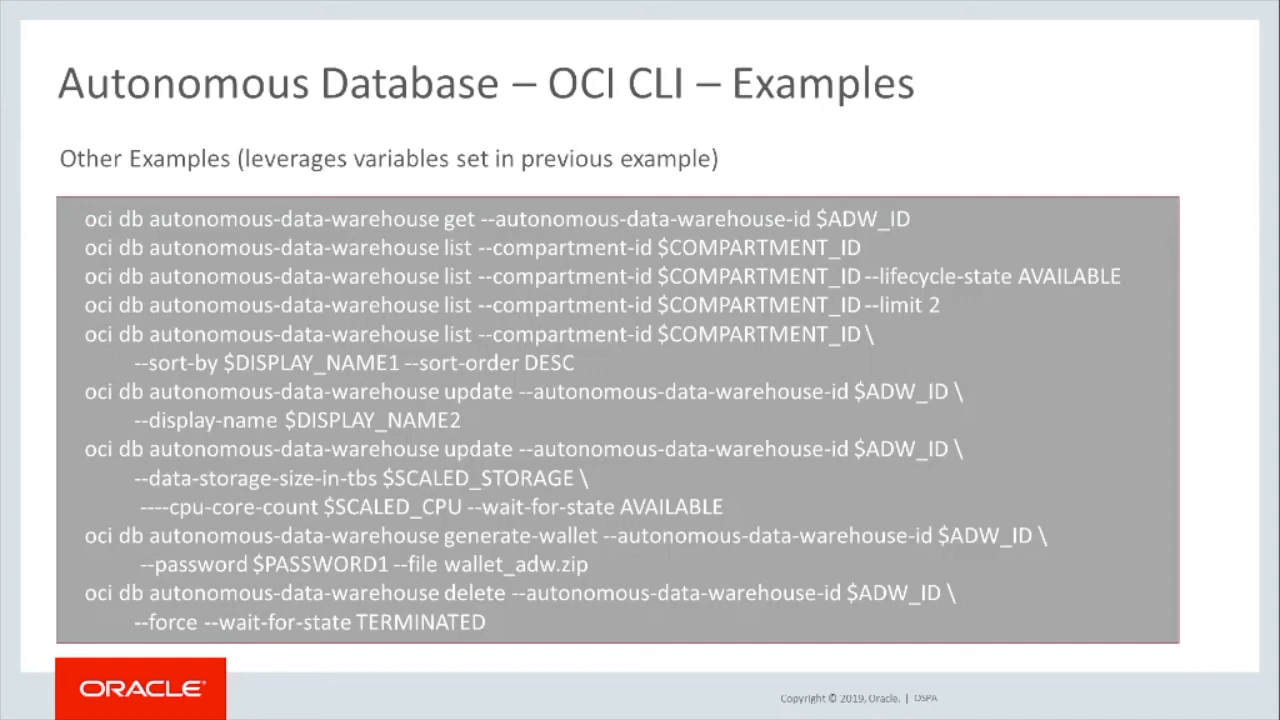 Autonomous Database – OCI CLI – Examples
Other Examples (leverages variables set in previous example)
oci db autonomous-data-warehouse get --autonomous-data-warehouse-id $ADW_ID
oci db autonomous-data-warehouse list --compartment-id $COMPARTMENT_ID
oci db autonomous-data-warehouse list --compartment-id $COMPARTMENT_ID --lifecycle-state AVAILABLE
oci db autonomous-data-warehouse list --compartment-id $COMPARTMENT_ID --limit 2
oci db autonomous-data-warehouse list --compartment-id $COMPARTMENT_ID \
--sort-by $DISPLAY_NAME1 --sort-order DESC
oci db autonomous-data-warehouse update --autonomous-data-warehouse-id $ADW_ID \
--display-name $DISPLAY_NAME2
oci db autonomous-data-warehouse update --autonomous-data-warehouse-id $ADW_ID \
--data-storage-size-in-tbs $SCALED_STORAGE \
----cpu-core-count $SCALED_CPU --wait-for-state AVAILABLE
oci db autonomous-data-warehouse generate-wallet --autonomous-data-warehouse-id $ADW_ID \
--password $PASSWORD1 --file wallet_adw.zip
oci db autonomous-data-warehouse delete --autonomous-data-warehouse-id $ADW_ID \
--force --wait-for-state TERMINATED
ORACLE®
Copyright © 2019, Oracle. | OSPA